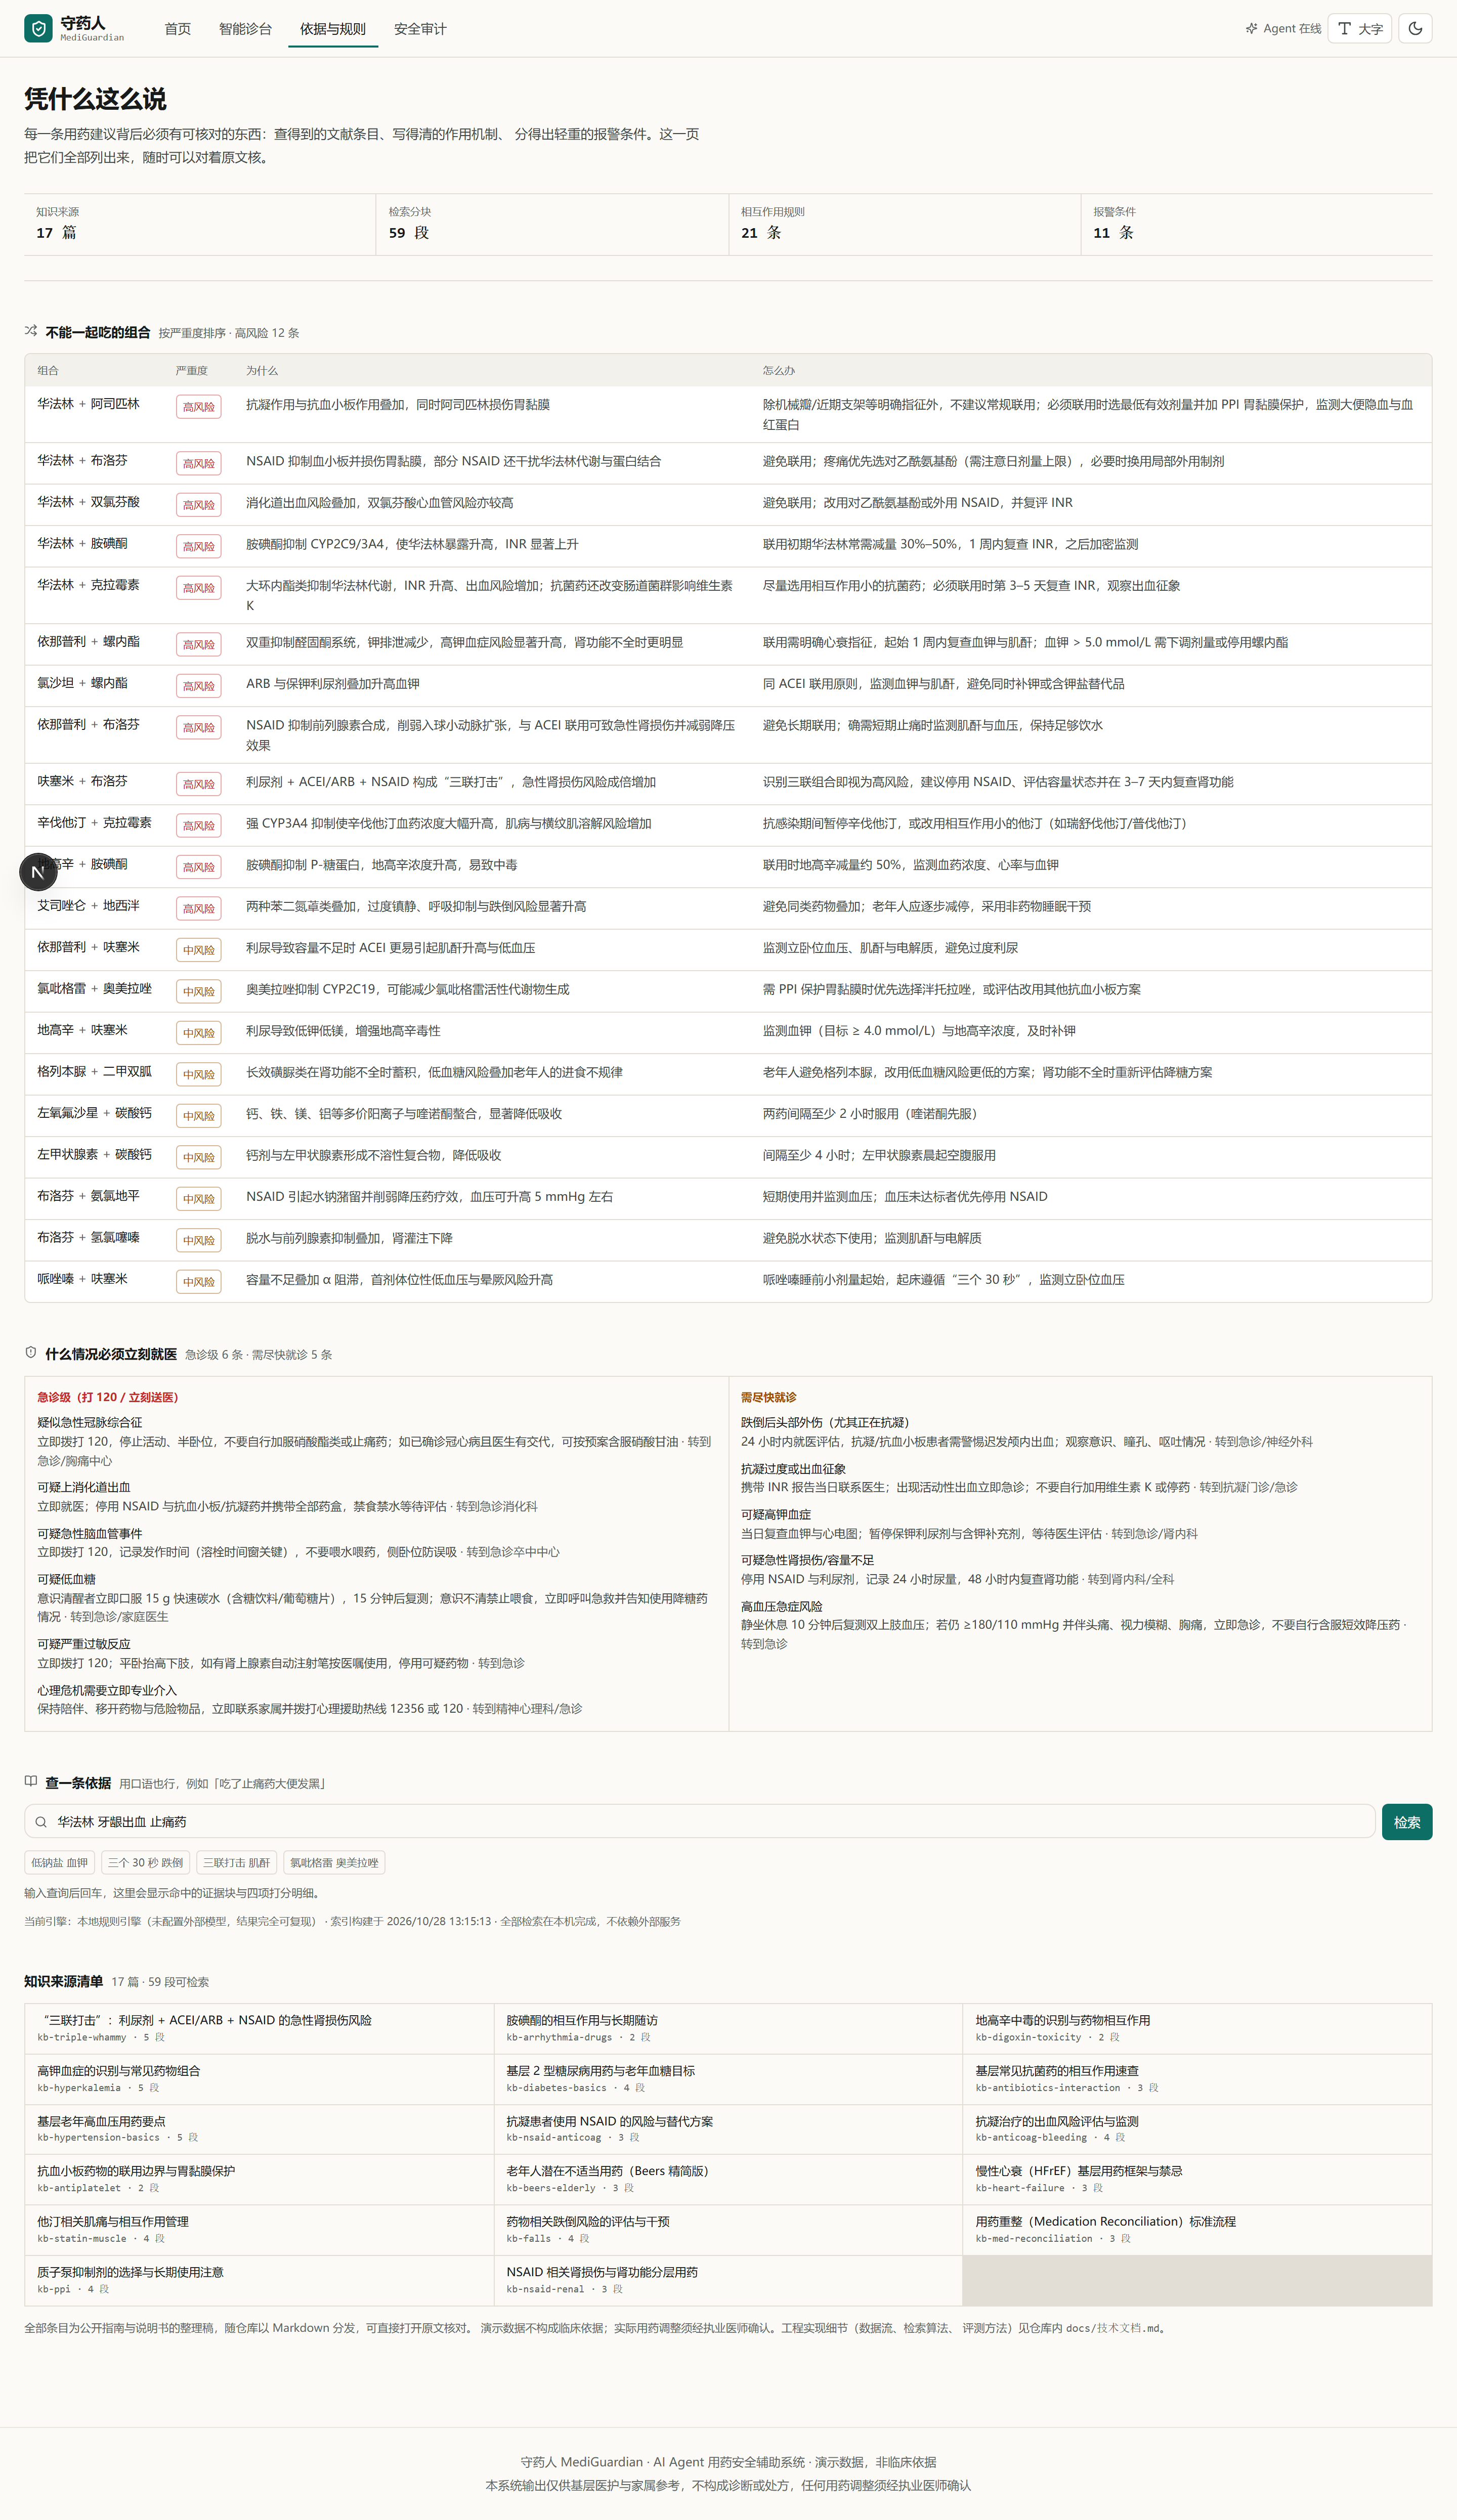 守药人
MediGuardian
首页
智能诊台
依据与规则
安全审计
Agent 在线
大字
凭什么这么说
每一条用药建议背后必须有可核对的东西：查得到的文献条目、写得清的作用机制、 分得出轻重的报警条件。这一页
把它们全部列出来，随时可以对着原文核。
知识来源
17 篇
检索分块
59 段
相互作用规则
21 条
报警条件
11 条
不能一起吃的组合 按严重度排序 · 高风险 12 条
组合 严重度 为什么 怎么办
华法林 + 阿司匹林 高风险 抗凝作用与抗血小板作用叠加，同时阿司匹林损伤胃黏膜 除机械瓣/近期支架等明确指征外，不建议常规联用；必须联用时选最低有效剂量并加 PPI 胃黏膜保护，监测大便隐血与血
红蛋白
华法林 + 布洛芬 高风险 NSAID 抑制血小板并损伤胃黏膜，部分 NSAID 还干扰华法林代谢与蛋白结合 避免联用；疼痛优先选对乙酰氨基酚（需注意日剂量上限），必要时换用局部外用制剂
华法林 + 双氯芬酸 高风险 消化道出血风险叠加，双氯芬酸心血管风险亦较高 避免联用；改用对乙酰氨基酚或外用 NSAID，并复评 INR
华法林 + 胺碘酮 高风险 胺碘酮抑制 CYP2C9/3A4，使华法林暴露升高，INR 显著上升 联用初期华法林常需减量 30%–50%，1 周内复查 INR，之后加密监测
华法林 + 克拉霉素 高风险 大环内酯类抑制华法林代谢，INR 升高、出血风险增加；抗菌药还改变肠道菌群影响维生素
K 尽量选用相互作用小的抗菌药；必须联用时第 3–5 天复查 INR，观察出血征象
依那普利 + 螺内酯 高风险 双重抑制醛固酮系统，钾排泄减少，高钾血症风险显著升高，肾功能不全时更明显 联用需明确心衰指征，起始 1 周内复查血钾与肌酐；血钾 > 5.0 mmol/L 需下调剂量或停用螺内酯
氯沙坦 + 螺内酯 高风险 ARB 与保钾利尿剂叠加升高血钾 同 ACEI 联用原则，监测血钾与肌酐，避免同时补钾或含钾盐替代品
依那普利 + 布洛芬 高风险 NSAID 抑制前列腺素合成，削弱入球小动脉扩张，与 ACEI 联用可致急性肾损伤并减弱降压
效果 避免长期联用；确需短期止痛时监测肌酐与血压，保持足够饮水
呋塞米 + 布洛芬 高风险 利尿剂 + ACEI/ARB + NSAID 构成“三联打击”，急性肾损伤风险成倍增加 识别三联组合即视为高风险，建议停用 NSAID、评估容量状态并在 3–7 天内复查肾功能
辛伐他汀 + 克拉霉素 高风险 强 CYP3A4 抑制使辛伐他汀血药浓度大幅升高，肌病与横纹肌溶解风险增加 抗感染期间暂停辛伐他汀，或改用相互作用小的他汀（如瑞舒伐他汀/普伐他汀）
地高辛 + 胺碘酮 高风险 胺碘酮抑制 P-糖蛋白，地高辛浓度升高，易致中毒 联用时地高辛减量约 50%，监测血药浓度、心率与血钾
艾司唑仑 + 地西泮 高风险 两种苯二氮䓬类叠加，过度镇静、呼吸抑制与跌倒风险显著升高 避免同类药物叠加；老年人应逐步减停，采用非药物睡眠干预
依那普利 + 呋塞米 中风险 利尿导致容量不足时 ACEI 更易引起肌酐升高与低血压 监测立卧位血压、肌酐与电解质，避免过度利尿
氯吡格雷 + 奥美拉唑 中风险 奥美拉唑抑制 CYP2C19，可能减少氯吡格雷活性代谢物生成 需 PPI 保护胃黏膜时优先选择泮托拉唑，或评估改用其他抗血小板方案
地高辛 + 呋塞米 中风险 利尿导致低钾低镁，增强地高辛毒性 监测血钾（目标 ≥ 4.0 mmol/L）与地高辛浓度，及时补钾
格列本脲 + 二甲双胍 中风险 长效磺脲类在肾功能不全时蓄积，低血糖风险叠加老年人的进食不规律 老年人避免格列本脲，改用低血糖风险更低的方案；肾功能不全时重新评估降糖方案
左氧氟沙星 + 碳酸钙 中风险 钙、铁、镁、铝等多价阳离子与喹诺酮螯合，显著降低吸收 两药间隔至少 2 小时服用（喹诺酮先服）
左甲状腺素 + 碳酸钙 中风险 钙剂与左甲状腺素形成不溶性复合物，降低吸收 间隔至少 4 小时；左甲状腺素晨起空腹服用
布洛芬 + 氨氯地平 中风险 NSAID 引起水钠潴留并削弱降压药疗效，血压可升高 5 mmHg 左右 短期使用并监测血压；血压未达标者优先停用 NSAID
布洛芬 + 氢氯噻嗪 中风险 脱水与前列腺素抑制叠加，肾灌注下降 避免脱水状态下使用；监测肌酐与电解质
哌唑嗪 + 呋塞米 中风险 容量不足叠加 α 阻滞，首剂体位性低血压与晕厥风险升高 哌唑嗪睡前小剂量起始，起床遵循“三个 30 秒”，监测立卧位血压
什么情况必须立刻就医 急诊级 6 条 · 需尽快就诊 5 条
急诊级（打 120 / 立刻送医）
疑似急性冠脉综合征
立即拨打 120，停止活动、半卧位，不要自行加服硝酸酯类或止痛药；如已确诊冠心病且医生有交代，可按预案含服硝酸甘油 · 转到
急诊/胸痛中心
可疑上消化道出血
立即就医；停用 NSAID 与抗血小板/抗凝药并携带全部药盒，禁食禁水等待评估 · 转到急诊消化科
可疑急性脑血管事件
立即拨打 120，记录发作时间（溶栓时间窗关键），不要喂水喂药，侧卧位防误吸 · 转到急诊卒中中心
可疑低血糖
意识清醒者立即口服 15 g 快速碳水（含糖饮料/葡萄糖片），15 分钟后复测；意识不清禁止喂食，立即呼叫急救并告知使用降糖药
情况 · 转到急诊/家庭医生
可疑严重过敏反应
立即拨打 120；平卧抬高下肢，如有肾上腺素自动注射笔按医嘱使用，停用可疑药物 · 转到急诊
心理危机需要立即专业介入
保持陪伴、移开药物与危险物品，立即联系家属并拨打心理援助热线 12356 或 120 · 转到精神心理科/急诊
需尽快就诊
跌倒后头部外伤（尤其正在抗凝）
24 小时内就医评估，抗凝/抗血小板患者需警惕迟发颅内出血；观察意识、瞳孔、呕吐情况 · 转到急诊/神经外科
抗凝过度或出血征象
携带 INR 报告当日联系医生；出现活动性出血立即急诊；不要自行加用维生素 K 或停药 · 转到抗凝门诊/急诊
可疑高钾血症
当日复查血钾与心电图；暂停保钾利尿剂与含钾补充剂，等待医生评估 · 转到急诊/肾内科
可疑急性肾损伤/容量不足
停用 NSAID 与利尿剂，记录 24 小时尿量，48 小时内复查肾功能 · 转到肾内科/全科
高血压急症风险
静坐休息 10 分钟后复测双上肢血压；若仍 ≥180/110 mmHg 并伴头痛、视力模糊、胸痛，立即急诊，不要自行含服短效降压药 ·
转到急诊
查一条依据 用口语也行，例如「吃了止痛药大便发黑」
华法林 牙龈出血 止痛药
检索
低钠盐 血钾
三个 30 秒 跌倒
三联打击 肌酐
氯吡格雷 奥美拉唑
输入查询后回车，这里会显示命中的证据块与四项打分明细。
当前引擎：本地规则引擎（未配置外部模型，结果完全可复现） · 索引构建于 2026/10/28 13:15:13 · 全部检索在本机完成，不依赖外部服务
知识来源清单 17 篇 · 59 段可检索
“三联打击”：利尿剂 + ACEI/ARB + NSAID 的急性肾损伤风险
kb-triple-whammy · 5 段
胺碘酮的相互作用与长期随访
kb-arrhythmia-drugs · 2 段
地高辛中毒的识别与药物相互作用
kb-digoxin-toxicity · 2 段
高钾血症的识别与常见药物组合
kb-hyperkalemia · 5 段
基层 2 型糖尿病用药与老年血糖目标
kb-diabetes-basics · 4 段
基层常见抗菌药的相互作用速查
kb-antibiotics-interaction · 3 段
基层老年高血压用药要点
kb-hypertension-basics · 5 段
抗凝患者使用 NSAID 的风险与替代方案
kb-nsaid-anticoag · 3 段
抗凝治疗的出血风险评估与监测
kb-anticoag-bleeding · 4 段
抗血小板药物的联用边界与胃黏膜保护
kb-antiplatelet · 2 段
老年人潜在不适当用药（Beers 精简版）
kb-beers-elderly · 3 段
慢性心衰（HFrEF）基层用药框架与禁忌
kb-heart-failure · 3 段
他汀相关肌痛与相互作用管理
kb-statin-muscle · 4 段
药物相关跌倒风险的评估与干预
kb-falls · 4 段
用药重整（Medication Reconciliation）标准流程
kb-med-reconciliation · 3 段
质子泵抑制剂的选择与长期使用注意
kb-ppi · 4 段
NSAID 相关肾损伤与肾功能分层用药
kb-nsaid-renal · 3 段
全部条目为公开指南与说明书的整理稿，随仓库以 Markdown 分发，可直接打开原文核对。 演示数据不构成临床依据；实际用药调整须经执业医师确认。工程实现细节（数据流、检索算法、 评测方法）见仓库内 docs/技术文档.md。
守药人 MediGuardian · AI Agent 用药安全辅助系统 · 演示数据，非临床依据
本系统输出仅供基层医护与家属参考，不构成诊断或处方，任何用药调整须经执业医师确认